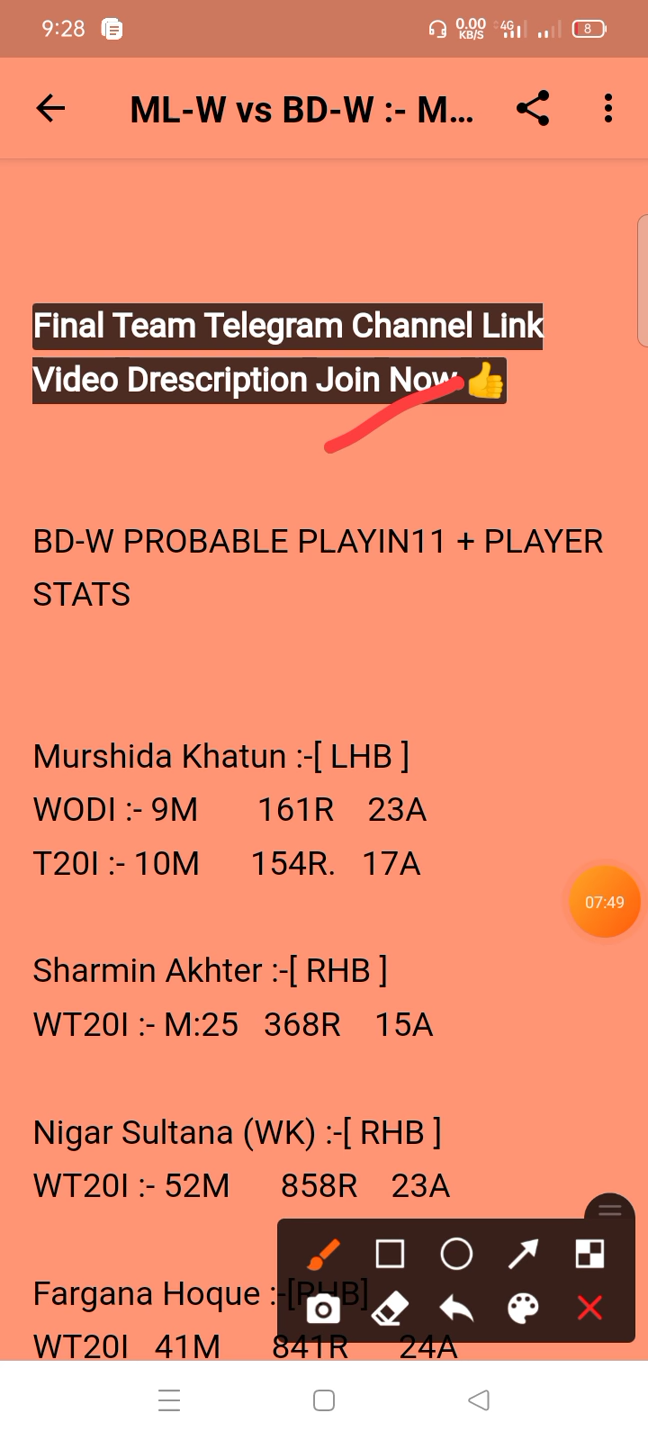 9:28
0.00
KB/S
4G
8
ML-W vs BD-W :- M...
Final Team Telegram Channel Link
Video Drescription Join Now 👍
BD-W PROBABLE PLAYIN11 + PLAYER
STATS
Murshida Khatun :-[ LHB ]
WODI :- 9M 161R 23A
T20I :- 10M 154R. 17A
07:49
Sharmin Akhter :-[ RHB ]
WT20I :- M:25 368R 15A
Nigar Sultana (WK) :-[ RHB ]
WT20I :- 52M 858R 23A
Fargana Hoque :-[RHB]
WT20I 41M 841R 24A